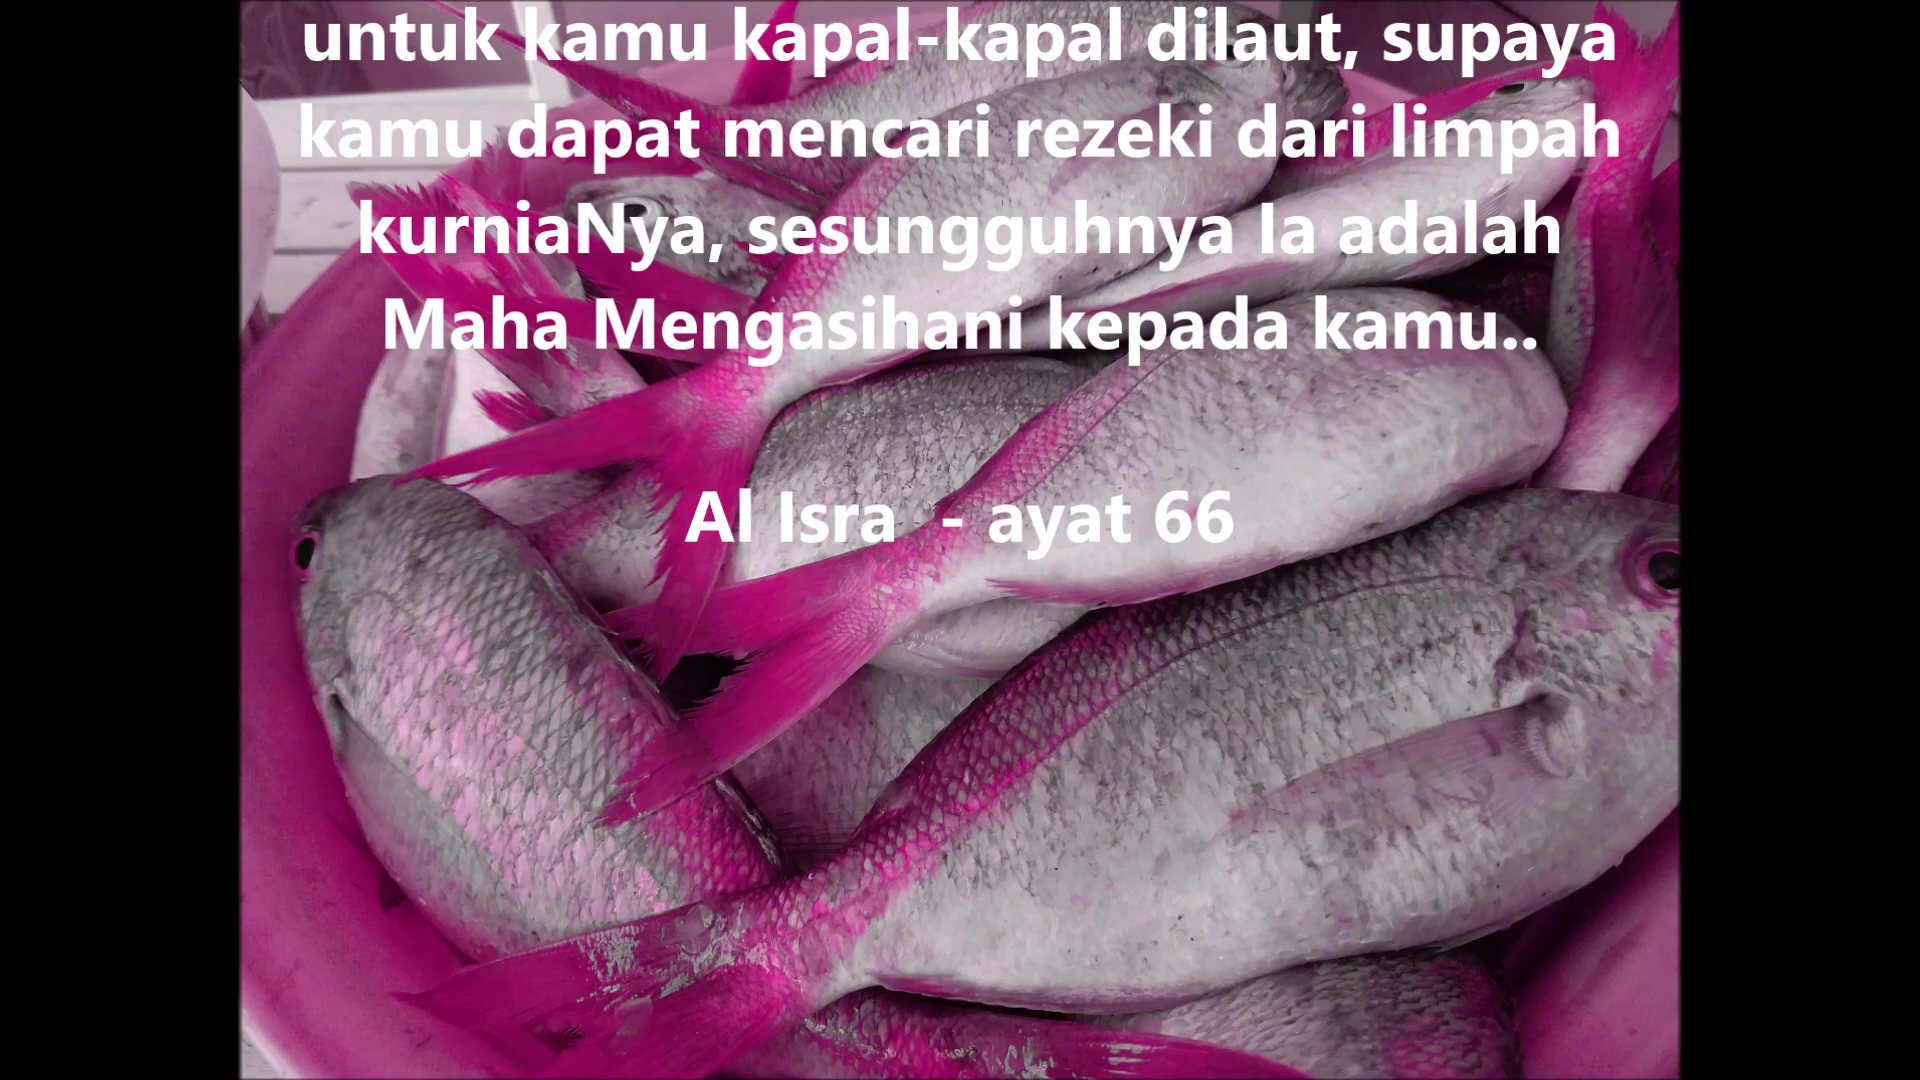 untuk kamu kapal-kapal dilaut, supaya
kamu dapat mencari rezeki dari limpah
kurniaNya, sesungguhnya Ia adalah
Maha Mengasihani kepada kamu..
Al Isra - ayat 66